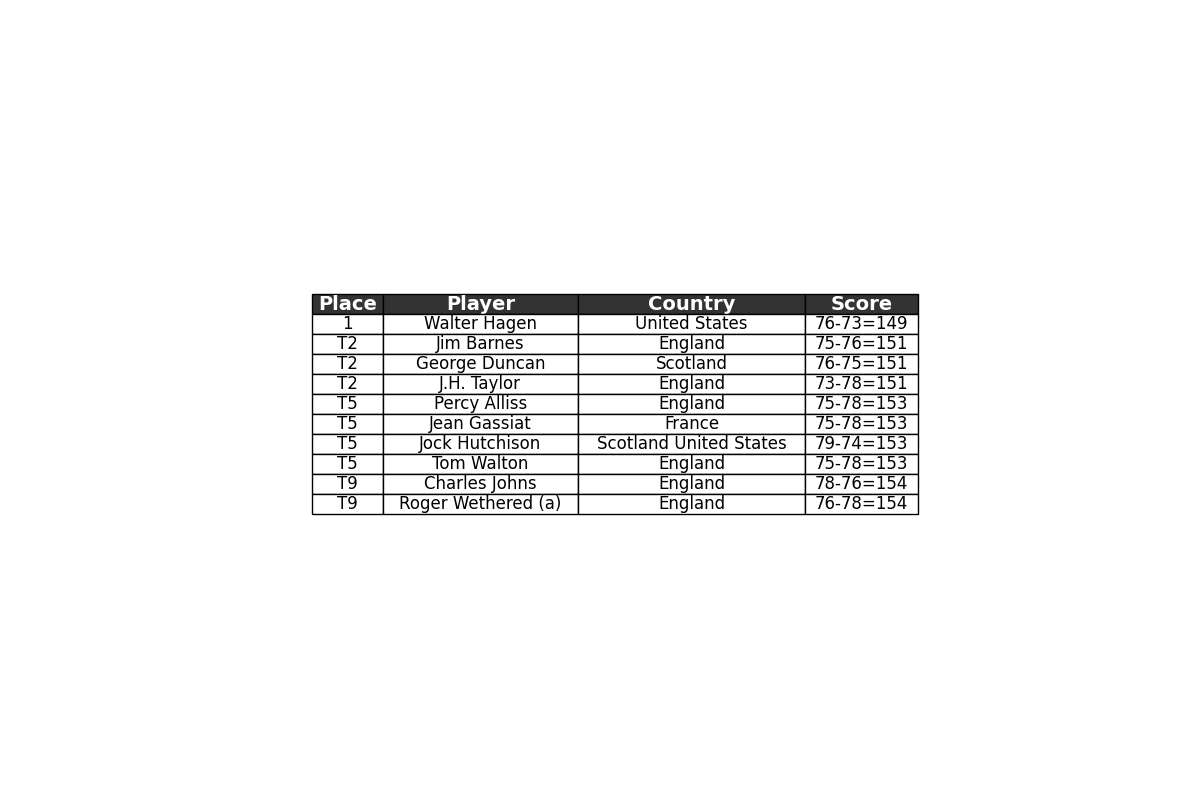 Place Player Country Score
1 Walter Hagen United States 76-73=149
T2 Jim Barnes England 75-76=151
T2 George Duncan Scotland 76-75=151
T2 J.H. Taylor England 73-78=151
T5 Percy Alliss England 75-78=153
T5 Jean Gassiat France 75-78=153
T5 Jock Hutchison Scotland United States 79-74=153
T5 Tom Walton England 75-78=153
T9 Charles Johns England 78-76=154
T9 Roger Wethered (a) England 76-78=154